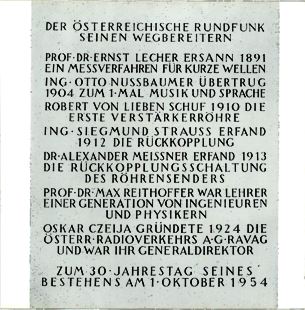 DER ÖSTERREICHISCHE RUNDFUNK
SEINEN WEGBEREITERN
PROF·DR·ERNST LECHER ERSANN 1891
EIN MESSVERFAHREN FÜR KURZE WELLEN
ING·OTTO NUSSBAUMER ÜBERTRUG
1904 ZUM 1·MAL MUSIK UND SPRACHE
ROBERT VON LIEBEN SCHUF 1910 DIE
ERSTE VERSTÄRKERRÖHRE
ING·SIEGMUND STRAUSS ERFAND
1912 DIE RÜCKKOPPLUNG
DR·ALEXANDER MEISSNER ERFAND 1913
DIE RÜCKKOPPLUNGSSCHALTUNG
DES RÖHRENSENDERS
PROF·DR·MAX REITHOFFER WAR LEHRER
EINER GENERATION VON INGENIEUREN
UND PHYSIKERN
OSKAR CZEIJA GRÜNDETE 1924 DIE
ÖSTERR·RADIOVERKEHRS A·G·RAVAG
UND WAR IHR GENERALDIREKTOR
ZUM 30·JAHRESTAG SEINES
BESTEHENS AM 1·OKTOBER 1954